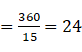 = 360/15 = 24